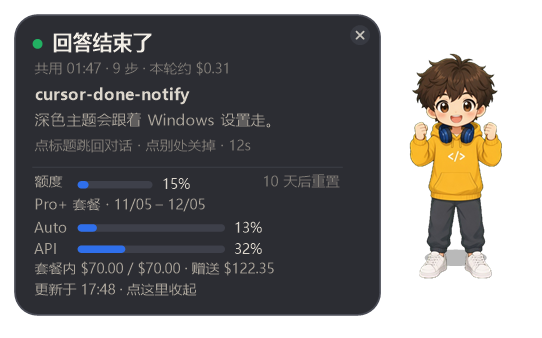 回答结束了
共用 01:47 · 9 步 · 本轮约 $0.31
cursor-done-notify
深色主题会跟着 Windows 设置走。
点标题跳回对话 · 点别处关掉 · 12s
额度 15% 10 天后重置
Pro+ 套餐 · 11/05 – 12/05
Auto 13%
API 32%
套餐内 $70.00 / $70.00 · 赠送 $122.35
更新于 17:48 · 点这里收起
</>